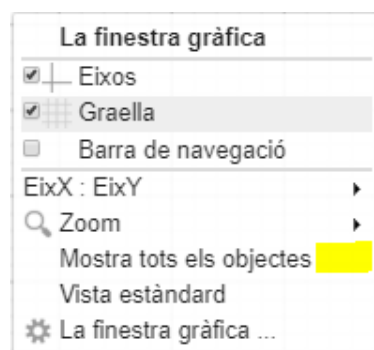 La finestra gràfica
Eixos
Graella
Barra de navegació
EixX : EixY
Zoom
Mostra tots els objectes
Vista estàndard
La finestra gràfica ...